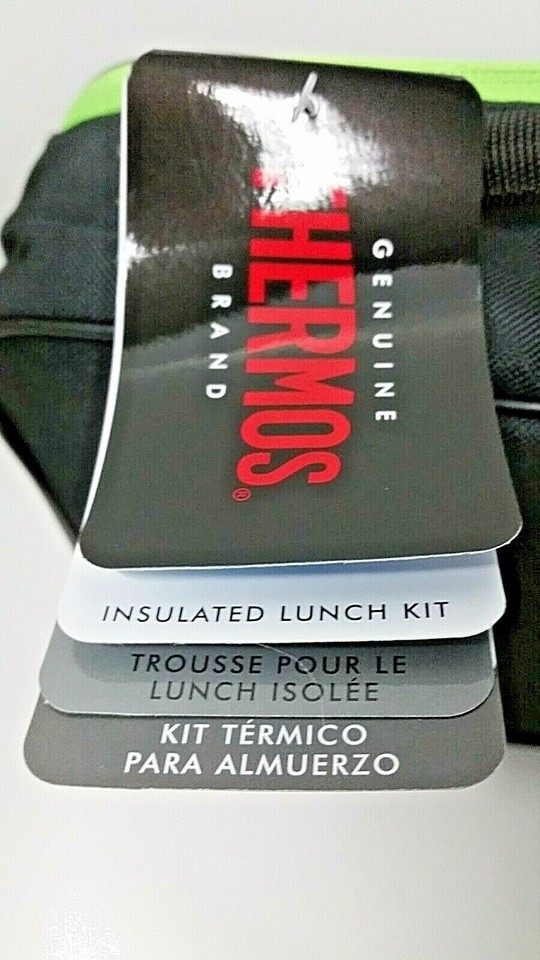 GENUINE
THERMOS®
BRAND
INSULATED LUNCH KIT
TROUSSE POUR LE
LUNCH ISOLÉE
KIT TÉRMICO
PARA ALMUERZO